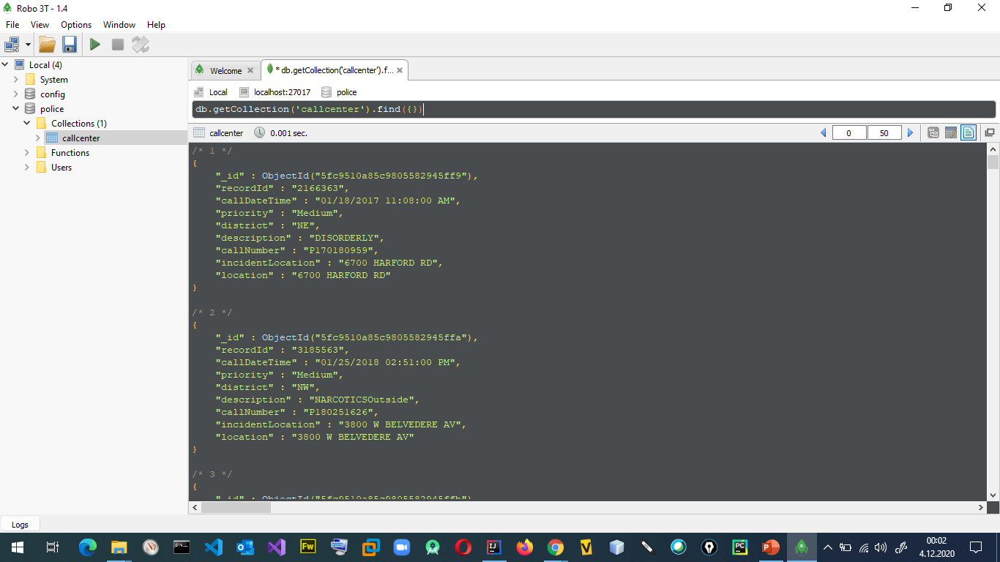 Robo 3T - 1.4
File View Options Window Help
Local (4)
System
config
police
Collections (1)
callcenter
Functions
Users
Welcome
* db.getCollection('callcenter').f...
Local localhost:27017 police
db.getCollection('callcenter').find({})
callcenter 0.001 sec. 0 50
/* 1 */
{
"_id" : ObjectId("5fc9510a85c9805582945ff9"),
"recordId" : "2166363",
"callDateTime" : "01/18/2017 11:08:00 AM",
"priority" : "Medium",
"district" : "NE",
"description" : "DISORDERLY",
"callNumber" : "P170180959",
"incidentLocation" : "6700 HARFORD RD",
"location" : "6700 HARFORD RD"
}
/* 2 */
{
"_id" : ObjectId("5fc9510a85c9805582945ffa"),
"recordId" : "3185563",
"callDateTime" : "01/25/2018 02:51:00 PM",
"priority" : "Medium",
"district" : "NW",
"description" : "NARCOTICSOutside",
"callNumber" : "P180251626",
"incidentLocation" : "3800 W BELVEDERE AV",
"location" : "3800 W BELVEDERE AV"
}
/* 3 */
{
"_id" : ObjectId("5fc9510a85c9805582945ffb"),
Logs
Fw
IJ
PC
P
00:02
4.12.2020